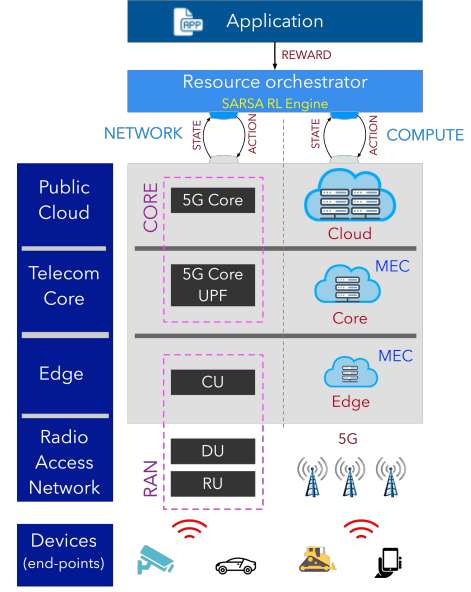 APP
Application
REWARD
Resource orchestrator
SARSA RL Engine
NETWORK
STATE
ACTION
STATE
ACTION
COMPUTE
Public
Cloud
CORE
5G Core
Cloud
Telecom
Core
5G Core
UPF
MEC
Core
Edge
CU
MEC
Edge
Radio
Access
Network
RAN
DU
RU
5G
Devices
(end-points)